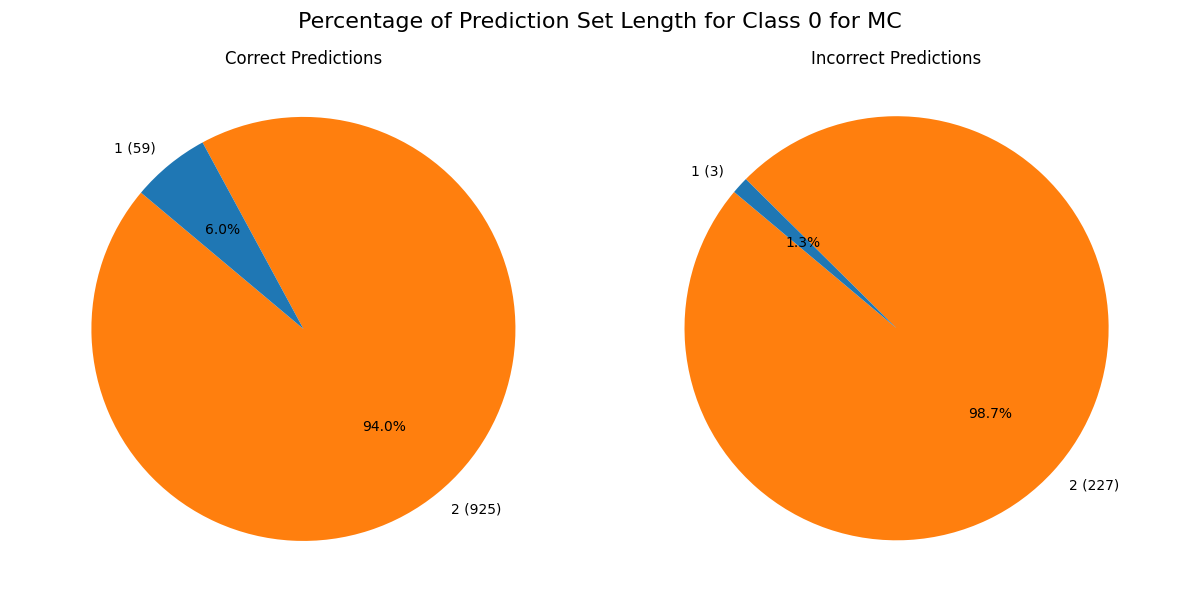 Percentage of Prediction Set Length for Class 0 for MC
Correct Predictions
1 (59)
6.0%
94.0%
2 (925)
Incorrect Predictions
1 (3)
1.3%
98.7%
2 (227)